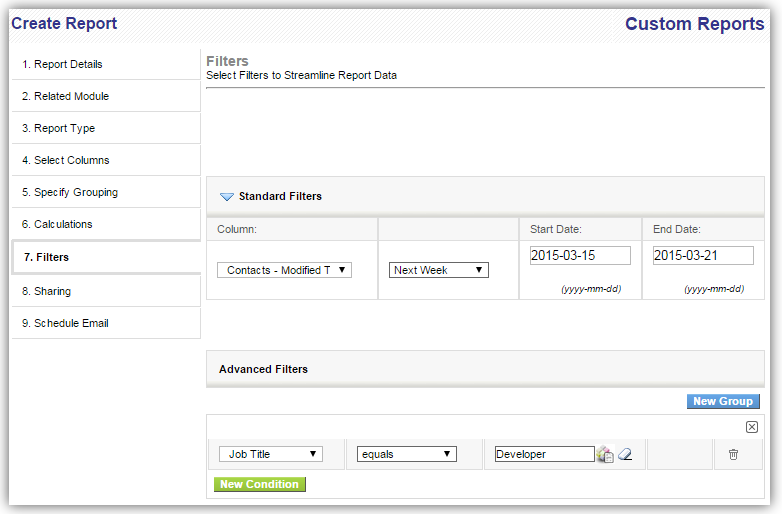 Create Report
Custom Reports
1. Report Details
2. Related Module
3. Report Type
4. Select Columns
5. Specify Grouping
6. Calculations
7. Filters
8. Sharing
9. Schedule Email
Filters
Select Filters to Streamline Report Data
Standard Filters
Column:
Start Date:
End Date:
Contacts - Modified T
Next Week
2015-03-15
2015-03-21
(yyyy-mm-dd)
(yyyy-mm-dd)
Advanced Filters
New Group
Job Title
equals
Developer
New Condition